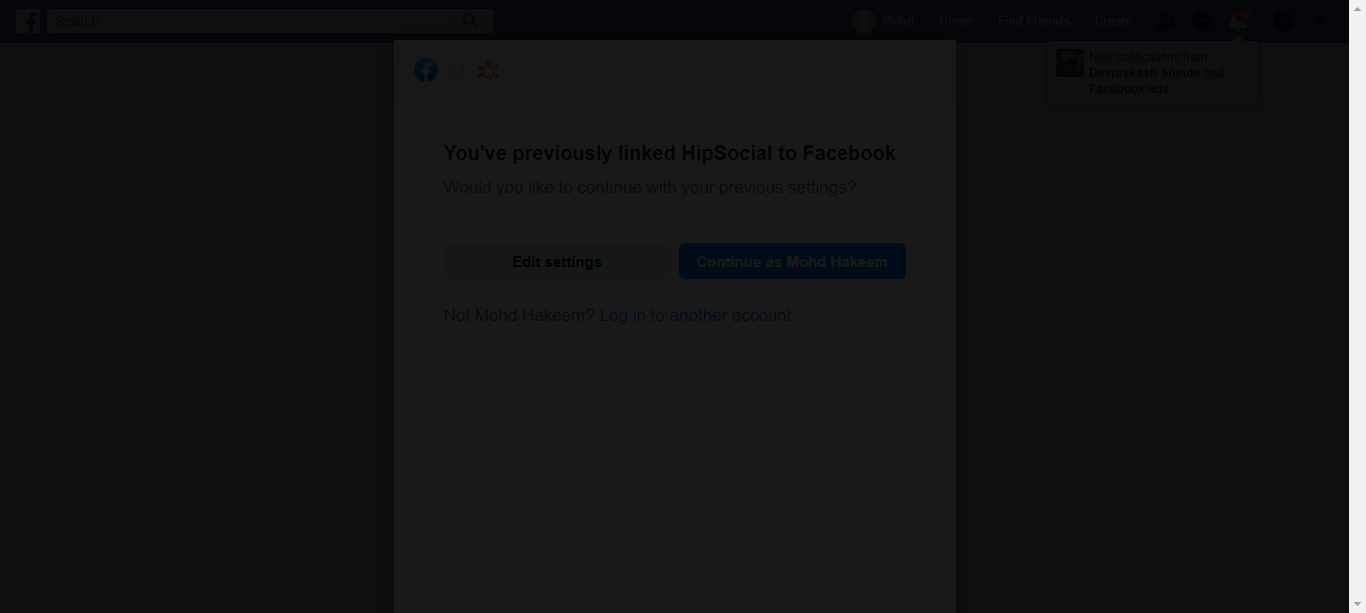 Search
Mohd Home Find Friends Create
New notifications from
Devprakash Shinde and
Facebook ads
You've previously linked HipSocial to Facebook
Would you like to continue with your previous settings?
Edit settings Continue as Mohd Hakeem
Not Mohd Hakeem? Log in to another account.